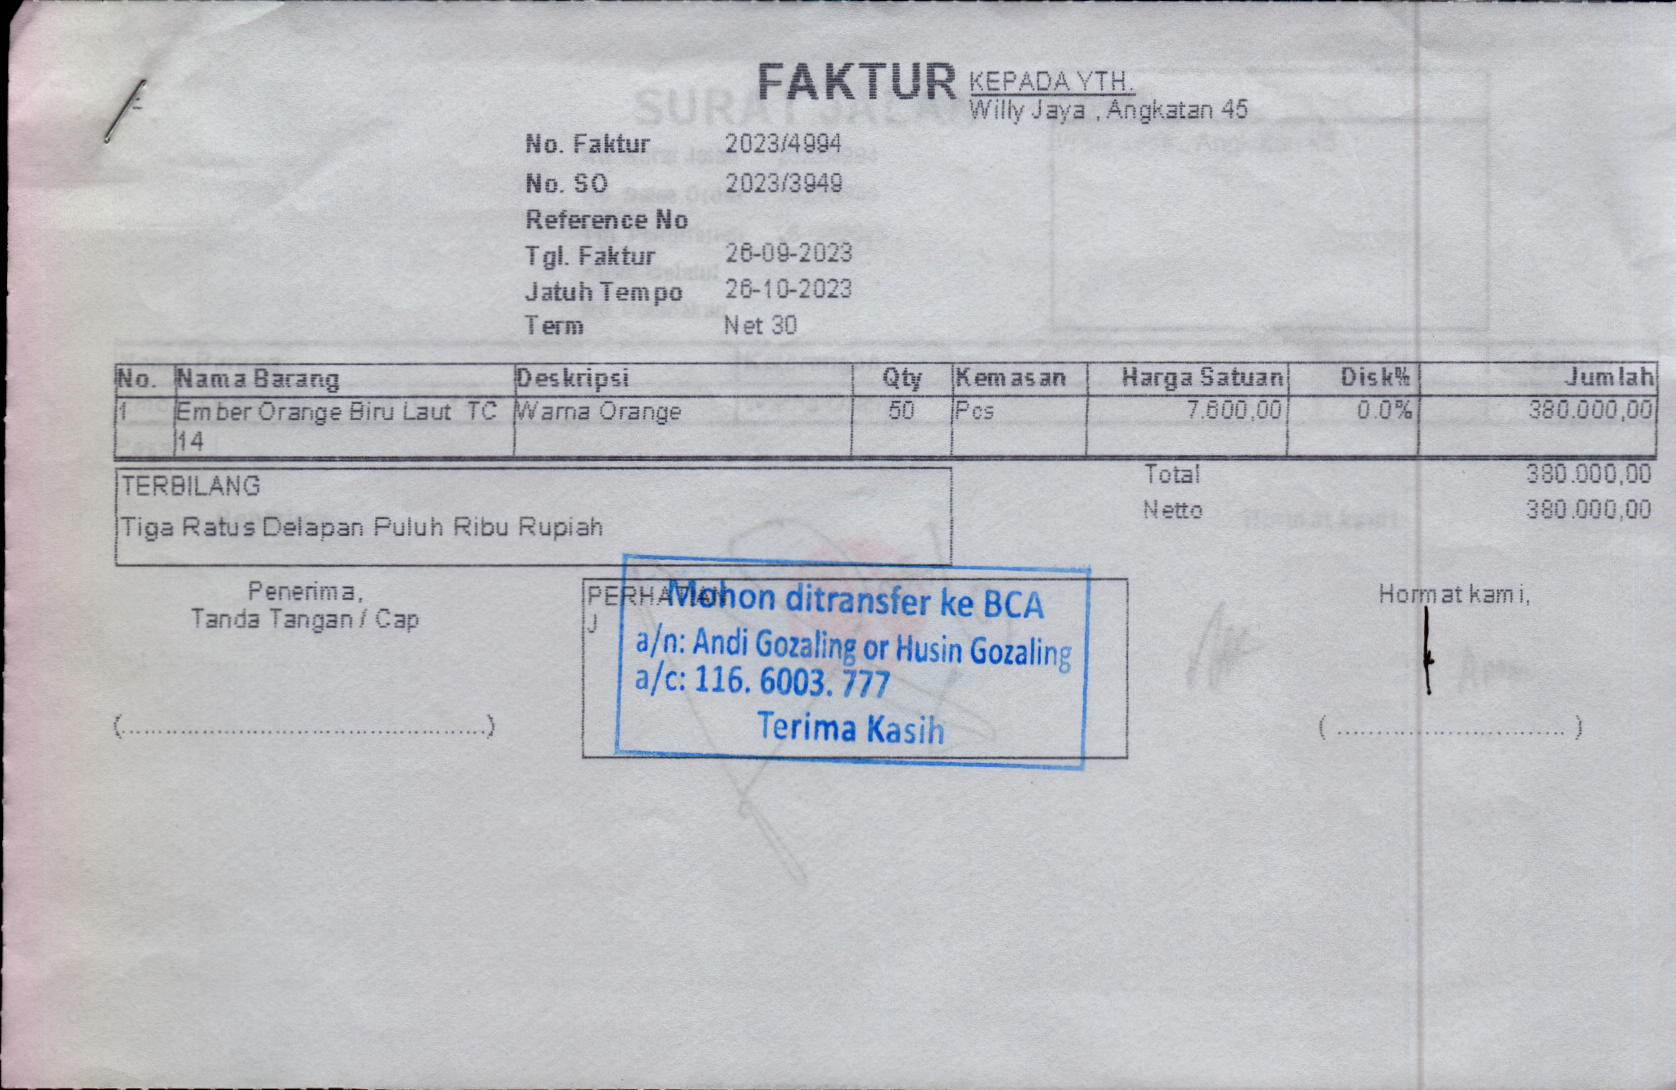 FAKTUR
KEPADA YTH.
Willy Jaya , Angkatan 45
No. Faktur 2023/4994
No. SO 2023/3949
Reference No
Tgl. Faktur 26-09-2023
Jatuh Tempo 26-10-2023
Term Net 30
No. Nama Barang Deskripsi Qty Kemasan Harga Satuan Disk% Jumlah
1 Ember Orange Biru Laut TC Warna Orange 50 Pcs 7.600,00 0.0% 380.000,00
14
Total 380.000,00
TERBILANG
Netto 380.000,00
Tiga Ratus Delapan Puluh Ribu Rupiah
Penerima,
Tanda Tangan / Cap
(................................................)
PERHATIAN
J
Mohon ditransfer ke BCA
a/n: Andi Gozaling or Husin Gozaling
a/c: 116. 6003. 777
Terima Kasih
Hormat kami,
( .............................. )